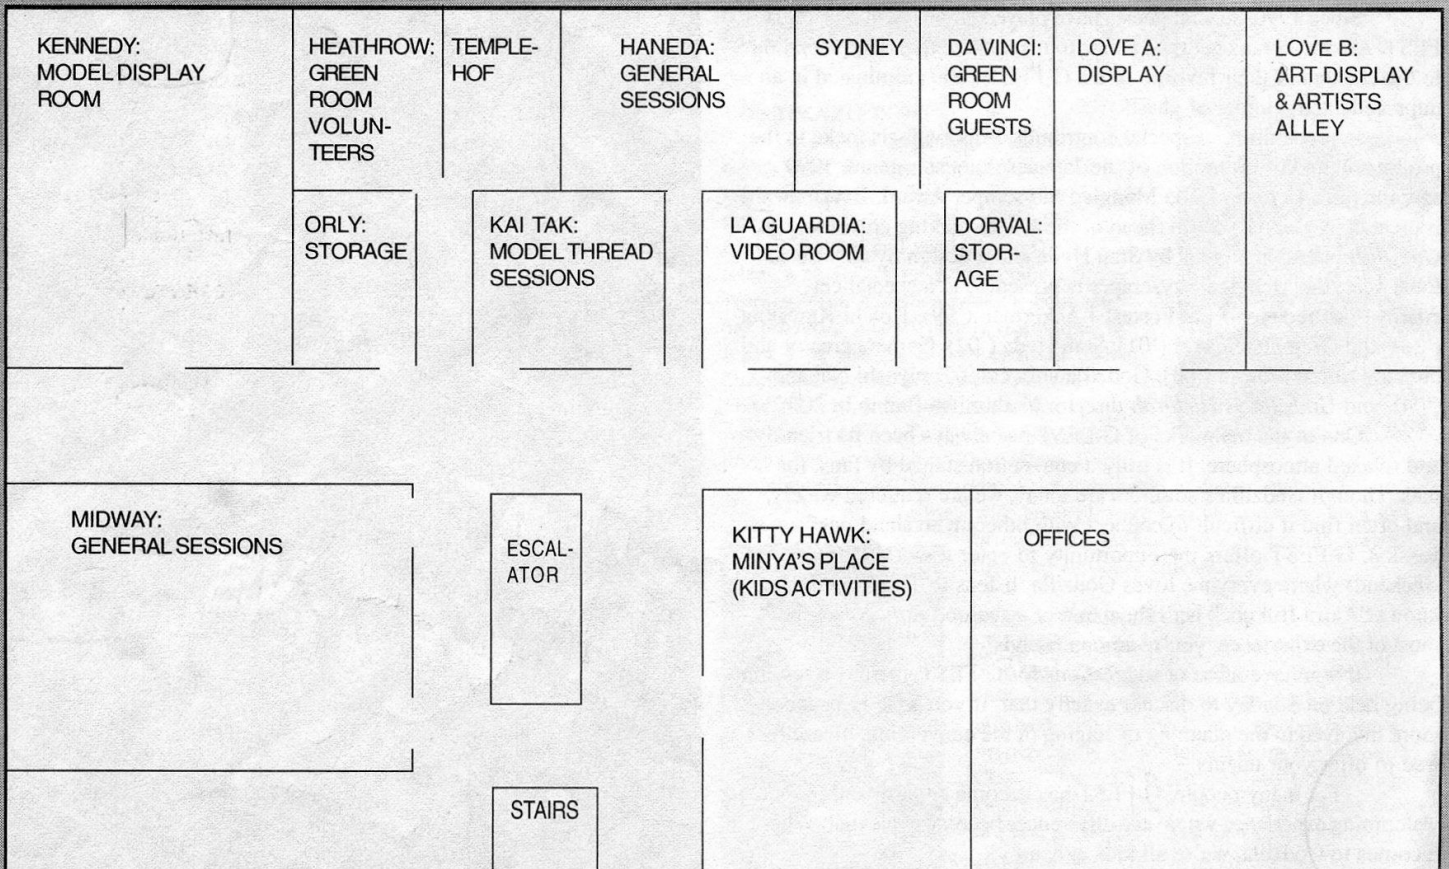 KENNEDY:
MODEL DISPLAY
ROOM
HEATHROW:
GREEN
ROOM
VOLUN-
TEERS
TEMPLE-
HOF
HANEDA:
GENERAL
SESSIONS
SYDNEY
DA VINCI:
GREEN
ROOM
GUESTS
LOVE A:
DISPLAY
LOVE B:
ART DISPLAY
& ARTISTS
ALLEY
ORLY:
STORAGE
KAI TAK:
MODEL THREAD
SESSIONS
LA GUARDIA:
VIDEO ROOM
DORVAL:
STOR-
AGE
MIDWAY:
GENERAL SESSIONS
ESCAL-
ATOR
KITTY HAWK:
MINYA'S PLACE
(KIDS ACTIVITIES)
OFFICES
STAIRS